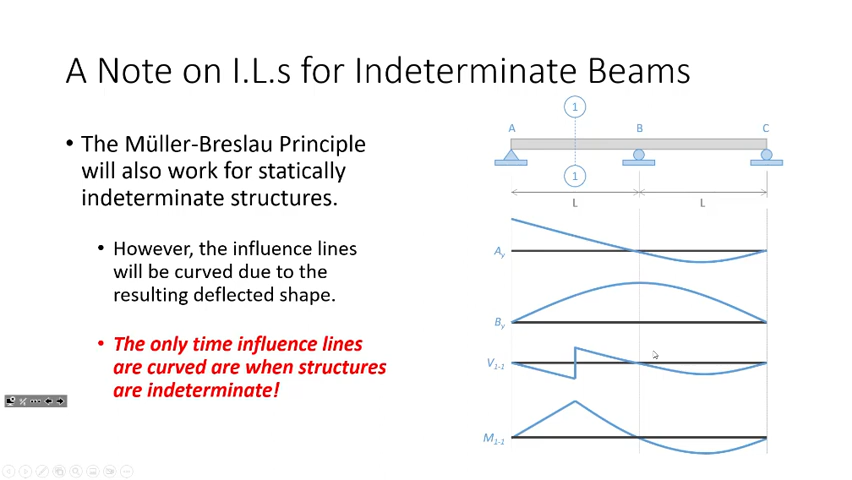 A Note on I.L.s for Indeterminate Beams
• The Müller-Breslau Principle
will also work for statically
indeterminate structures.
• However, the influence lines
will be curved due to the
resulting deflected shape.
• The only time influence lines
are curved are when structures
are indeterminate!
1
A B C
1
L L
Ay
By
V1-1
M1-1